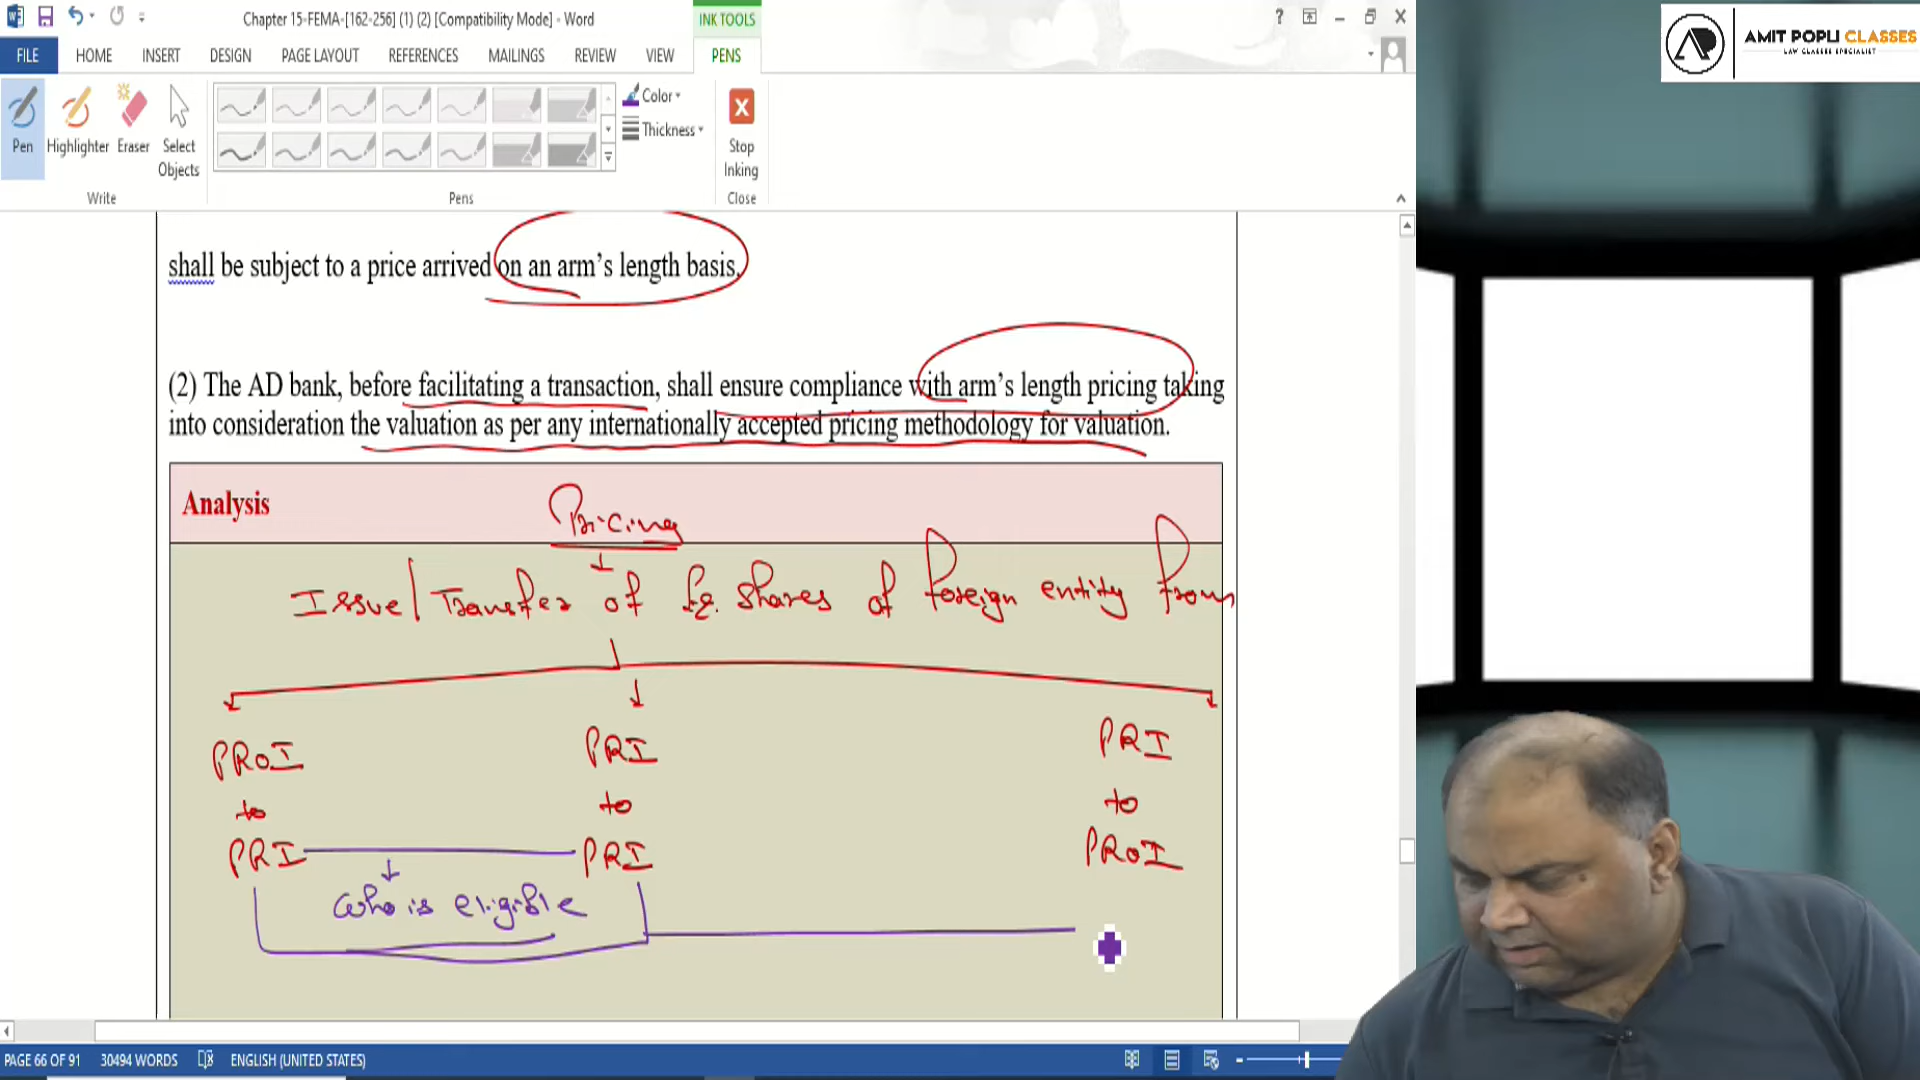 Chapter 15-FEMA-[162-256] (1) (2) [Compatibility Mode] - Word
INK TOOLS
FILE HOME INSERT DESIGN PAGE LAYOUT REFERENCES MAILINGS REVIEW VIEW PENS
AMIT POPLI CLASSES
LAW CLASSES SPECIALIST
Pen Highlighter Eraser Select Objects
Color
Thickness
Stop Inking
Write Pens Close
shall be subject to a price arrived on an arm's length basis.
(2) The AD bank, before facilitating a transaction, shall ensure compliance with arm's length pricing taking
into consideration the valuation as per any internationally accepted pricing methodology for valuation.
Analysis
Pricing
Issue/Transfer of Eq. Shares of foreign entity from
PROI PRI PRI
to to to
PRI PRI PROI
Who is eligible
PAGE 66 OF 91 30494 WORDS ENGLISH (UNITED STATES)